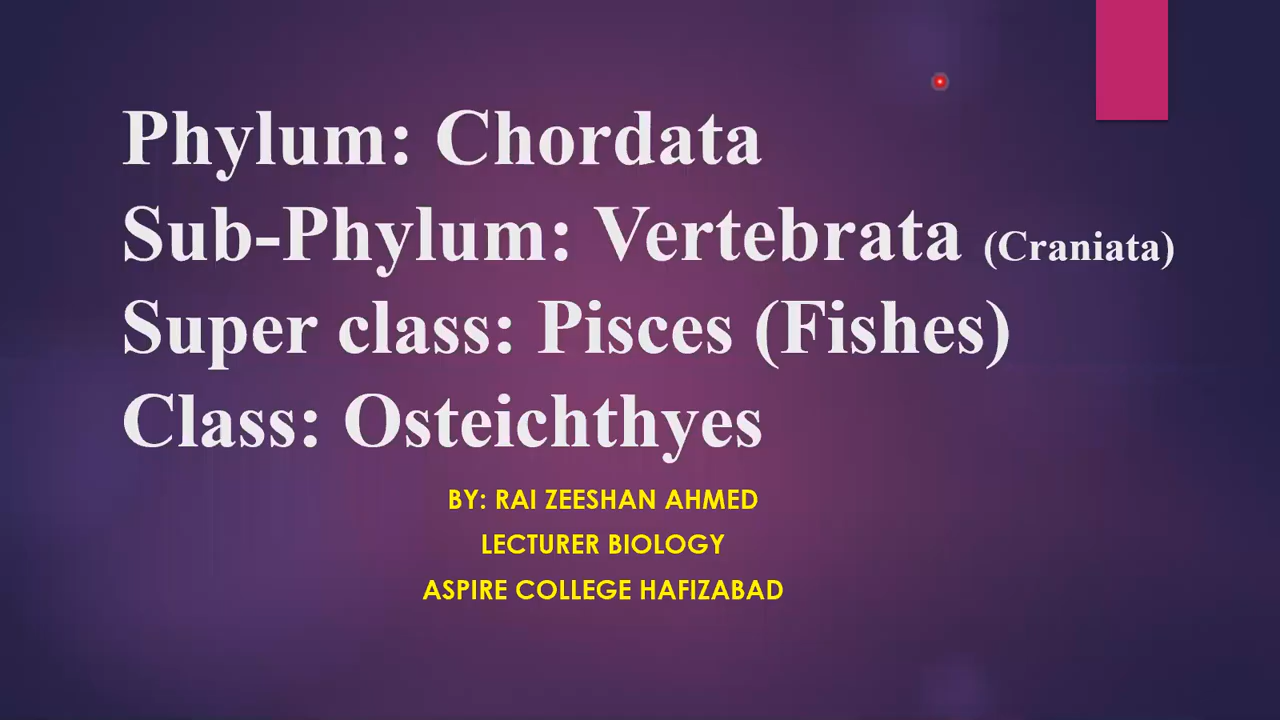 Phylum: Chordata
Sub-Phylum: Vertebrata (Craniata)
Super class: Pisces (Fishes)
Class: Osteichthyes
BY: RAI ZEESHAN AHMED
LECTURER BIOLOGY
ASPIRE COLLEGE HAFIZABAD